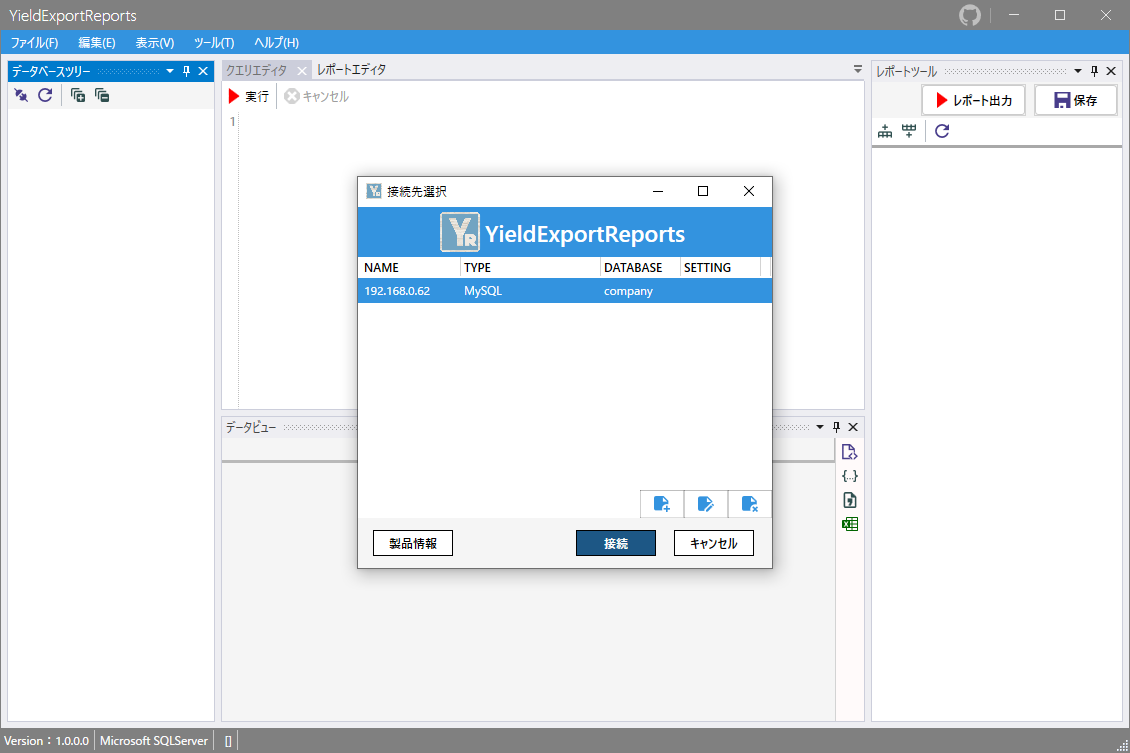 YieldExportReports
ファイル(F) 編集(E) 表示(V) ツール(T) ヘルプ(H)
データベースツリー
クエリエディタ レポートエディタ
実行 キャンセル
1
接続先選択
YR YieldExportReports
NAME TYPE DATABASE SETTING
192.168.0.62 MySQL company
製品情報 接続 キャンセル
データビュー
レポートツール
レポート出力 保存
Version：1.0.0.0 Microsoft SQLServer []